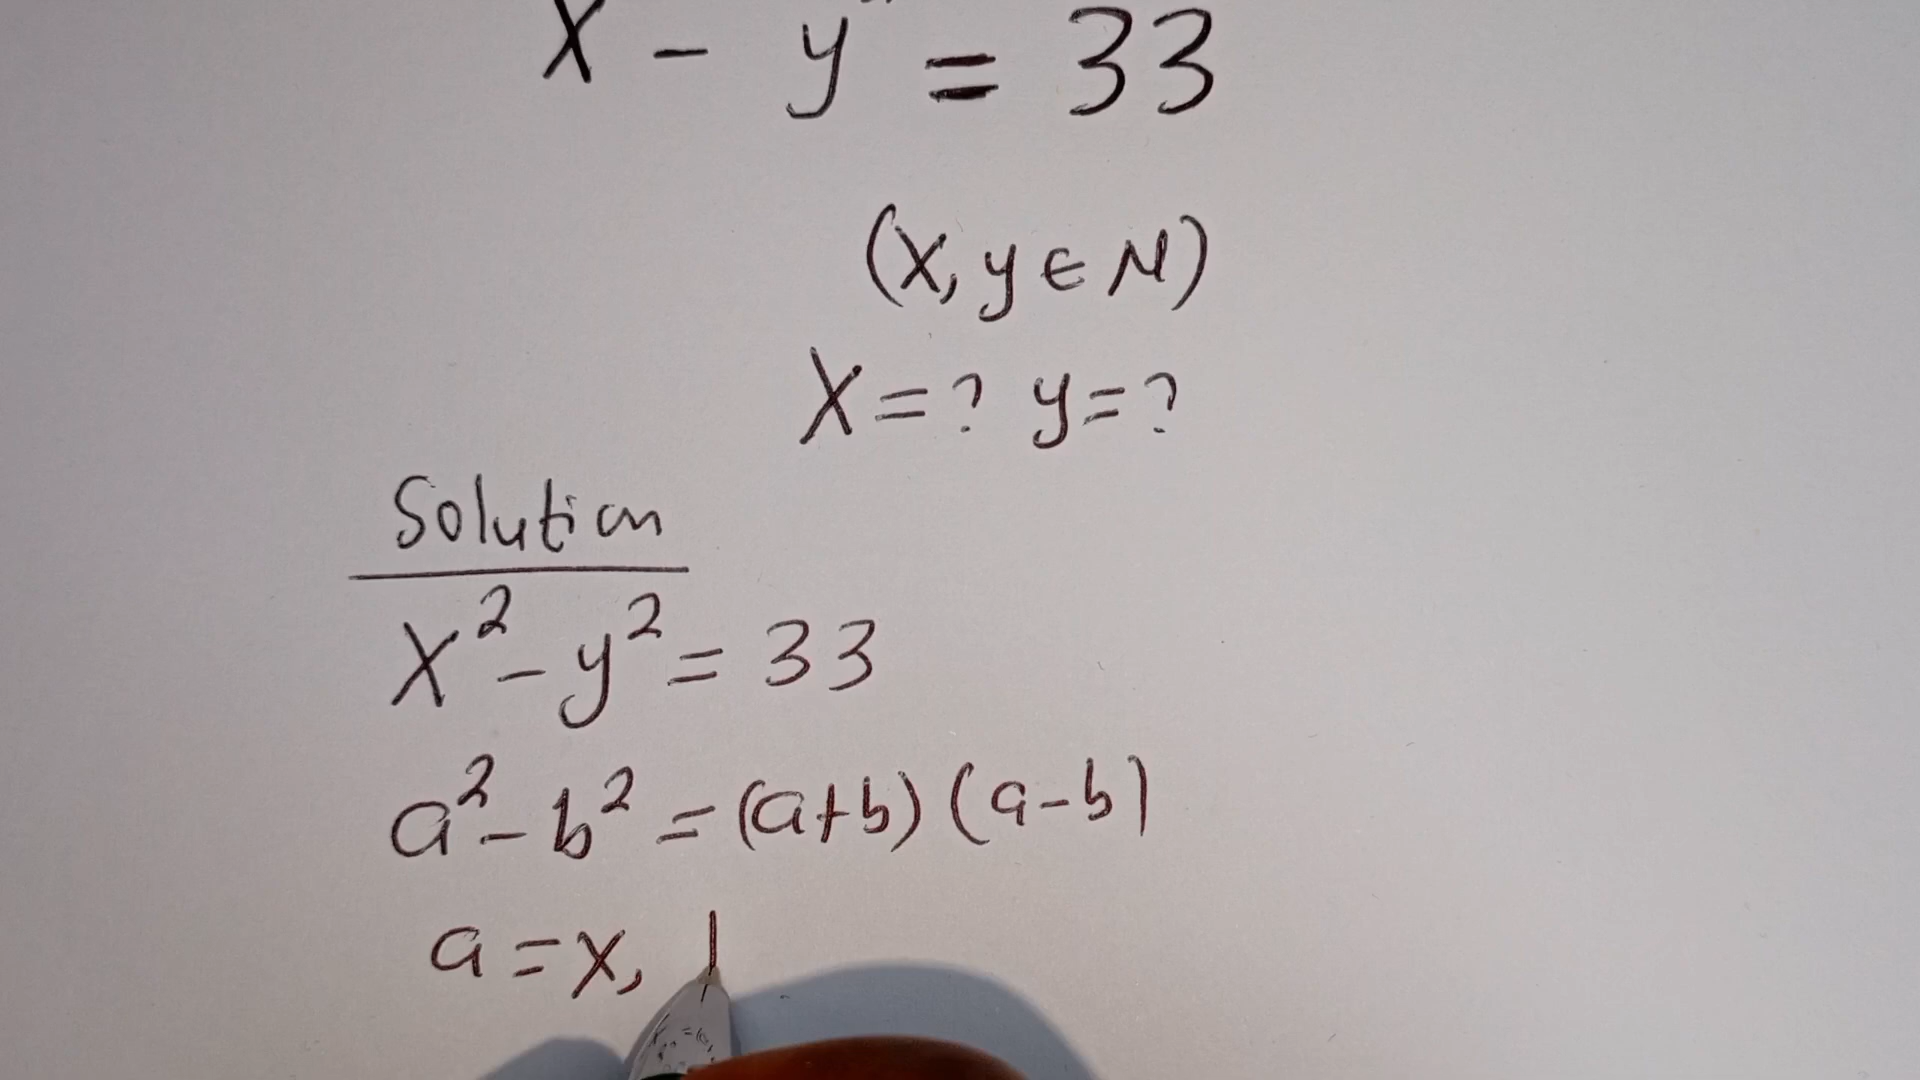 x - y = 33
(x, y ∈ N)
x = ? y = ?
Solution
x² - y² = 33
a² - b² = (a+b) (a-b)
a = x,